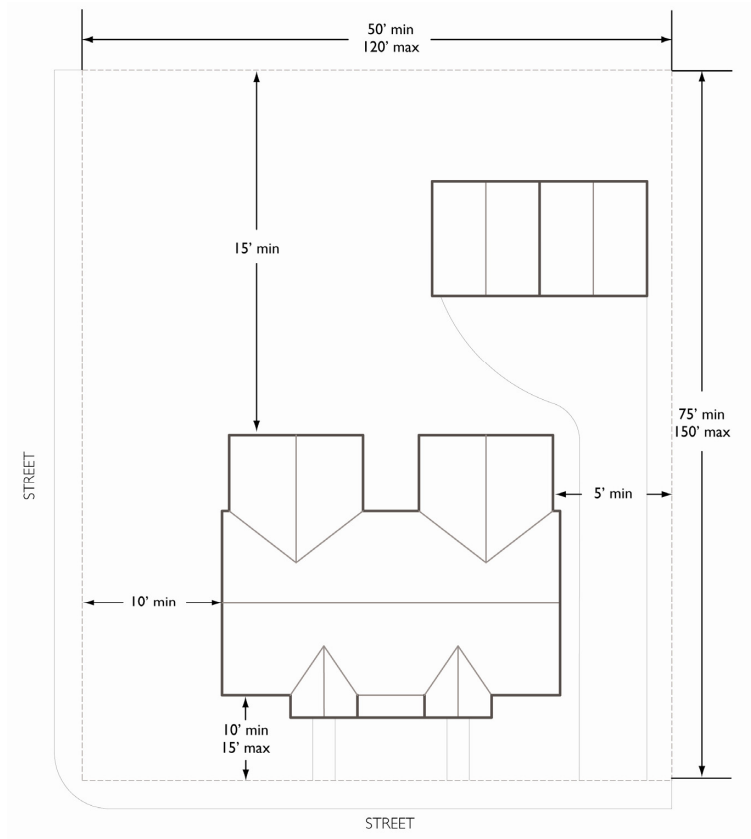 50’ min
120’ max
15’ min
75’ min
150’ max
STREET
5’ min
10’ min
10’ min
15’ max
STREET